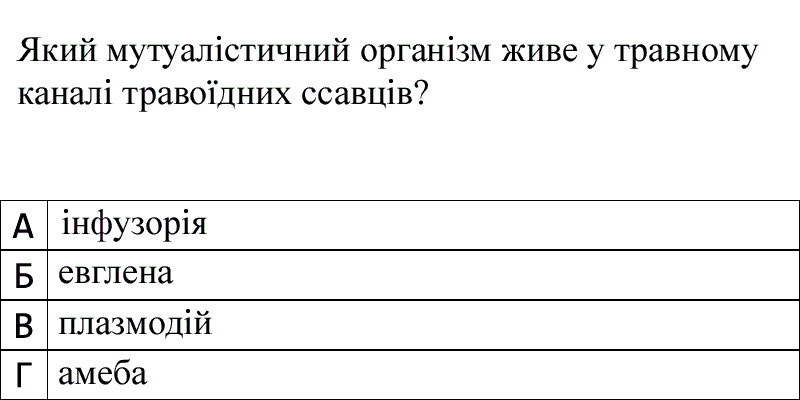 Який мутуалістичний організм живе у травному
каналі травоїдних ссавців?
А інфузорія
Б евглена
В плазмодій
Г амеба